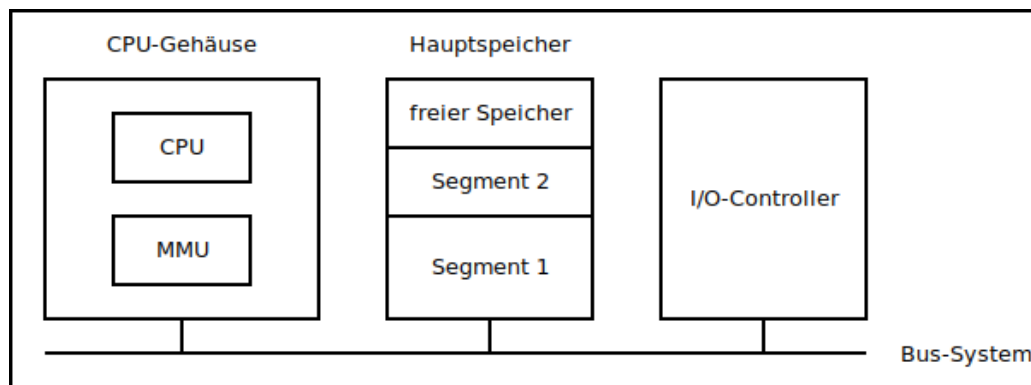 CPU-Gehäuse
Hauptspeicher
CPU
MMU
freier Speicher
Segment 2
Segment 1
I/O-Controller
Bus-System